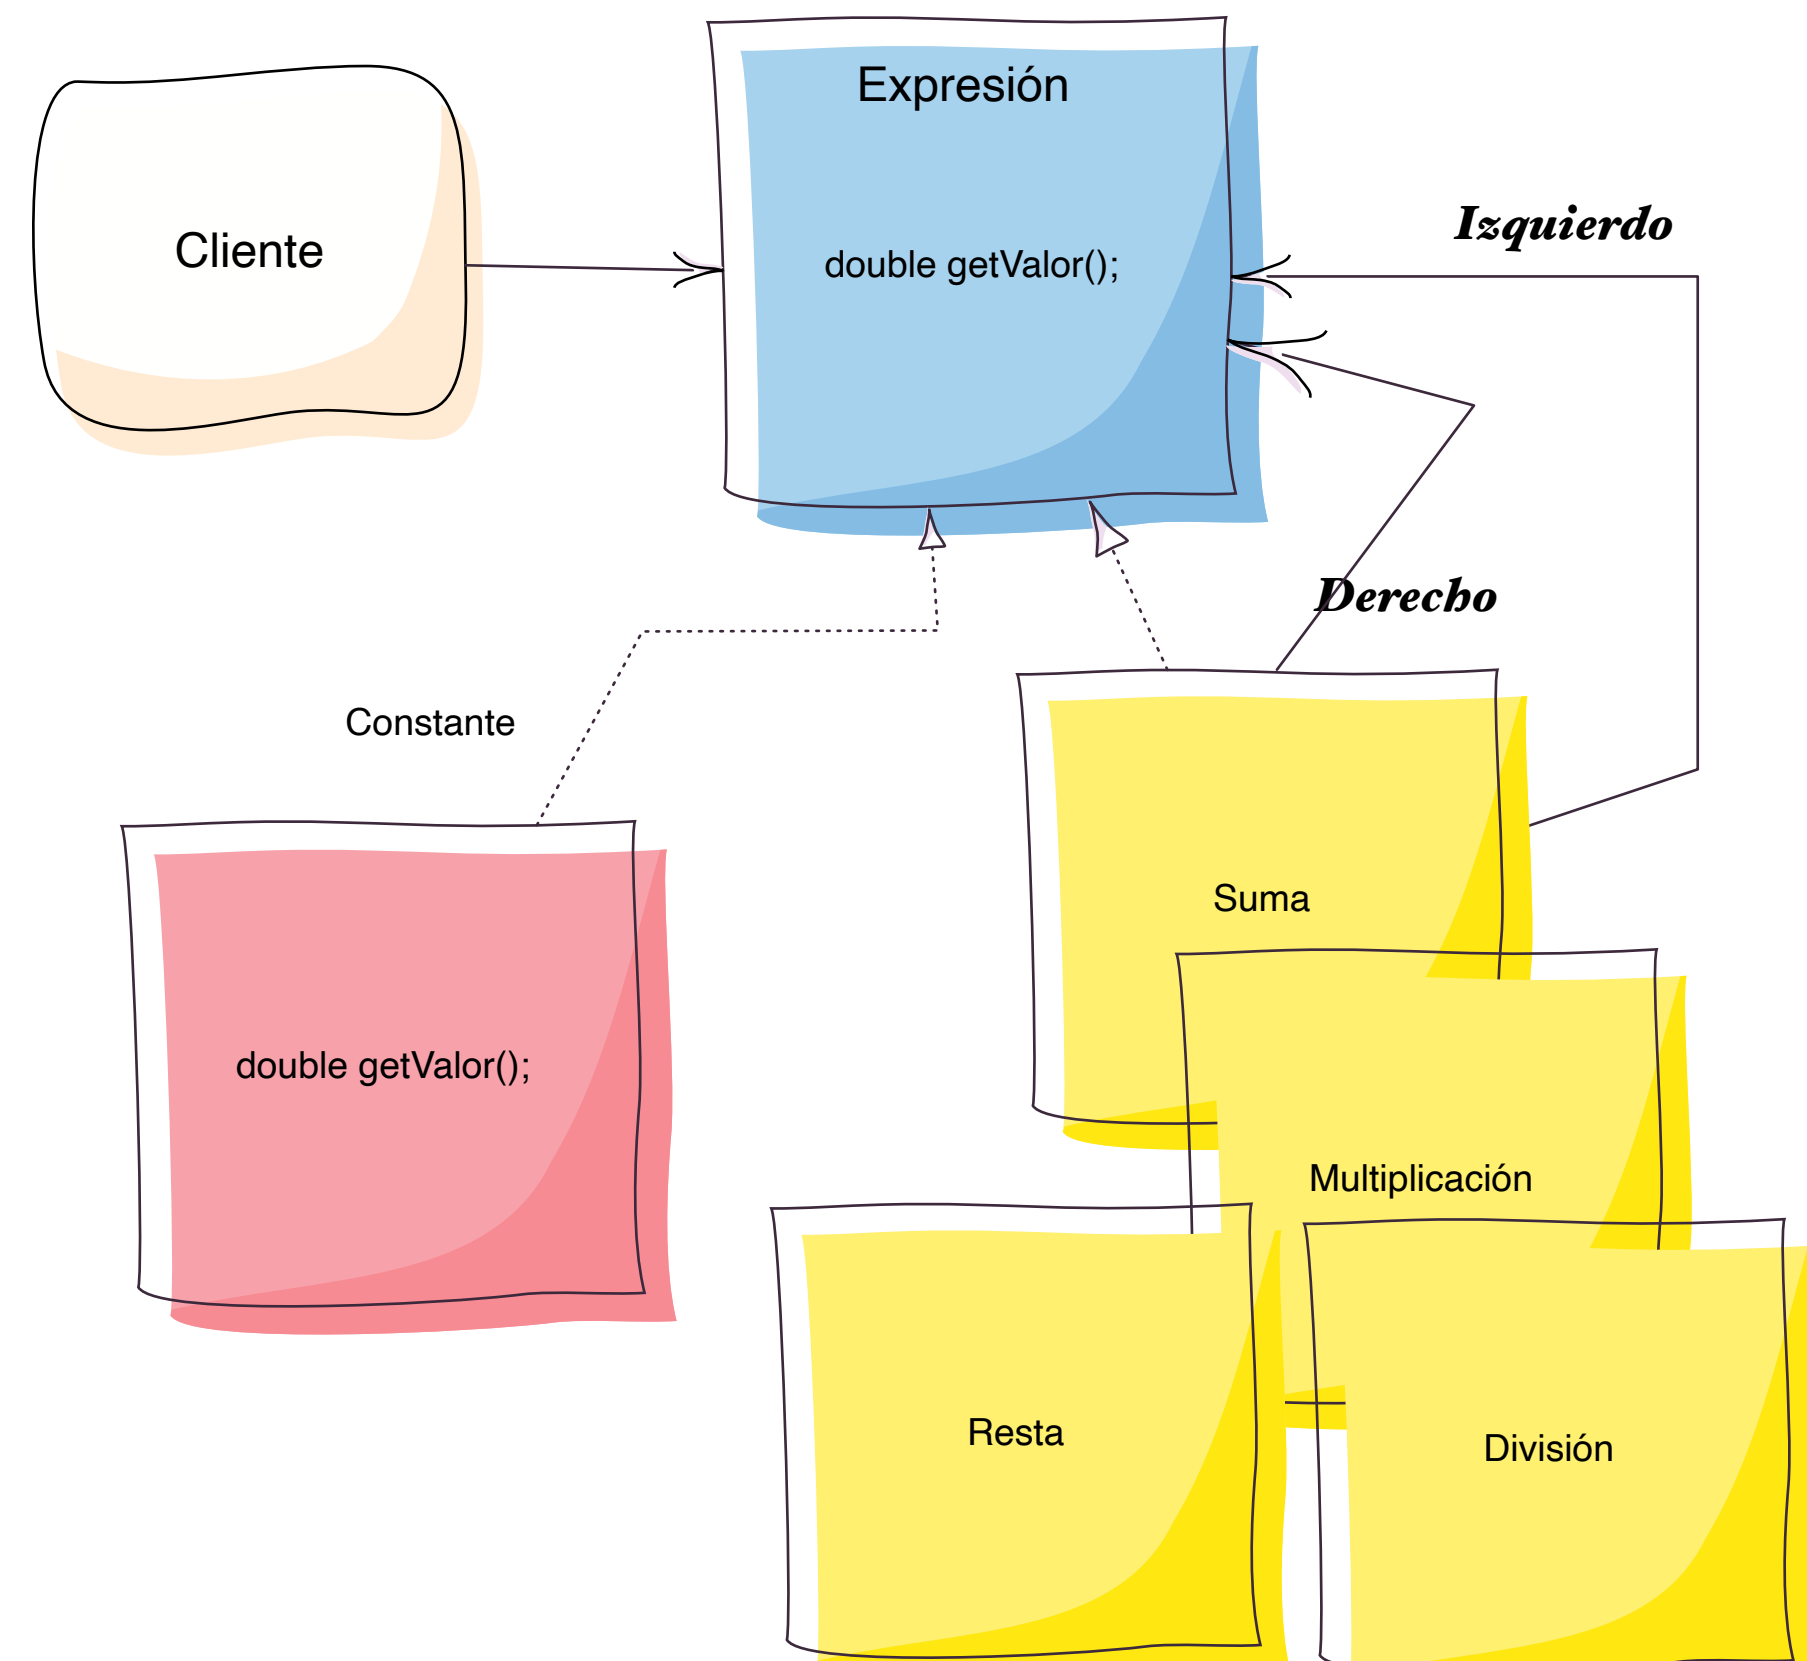 Expresión
Cliente
double getValor();
Izquierdo
Derecho
Constante
double getValor();
Suma
Multiplicación
Resta
División